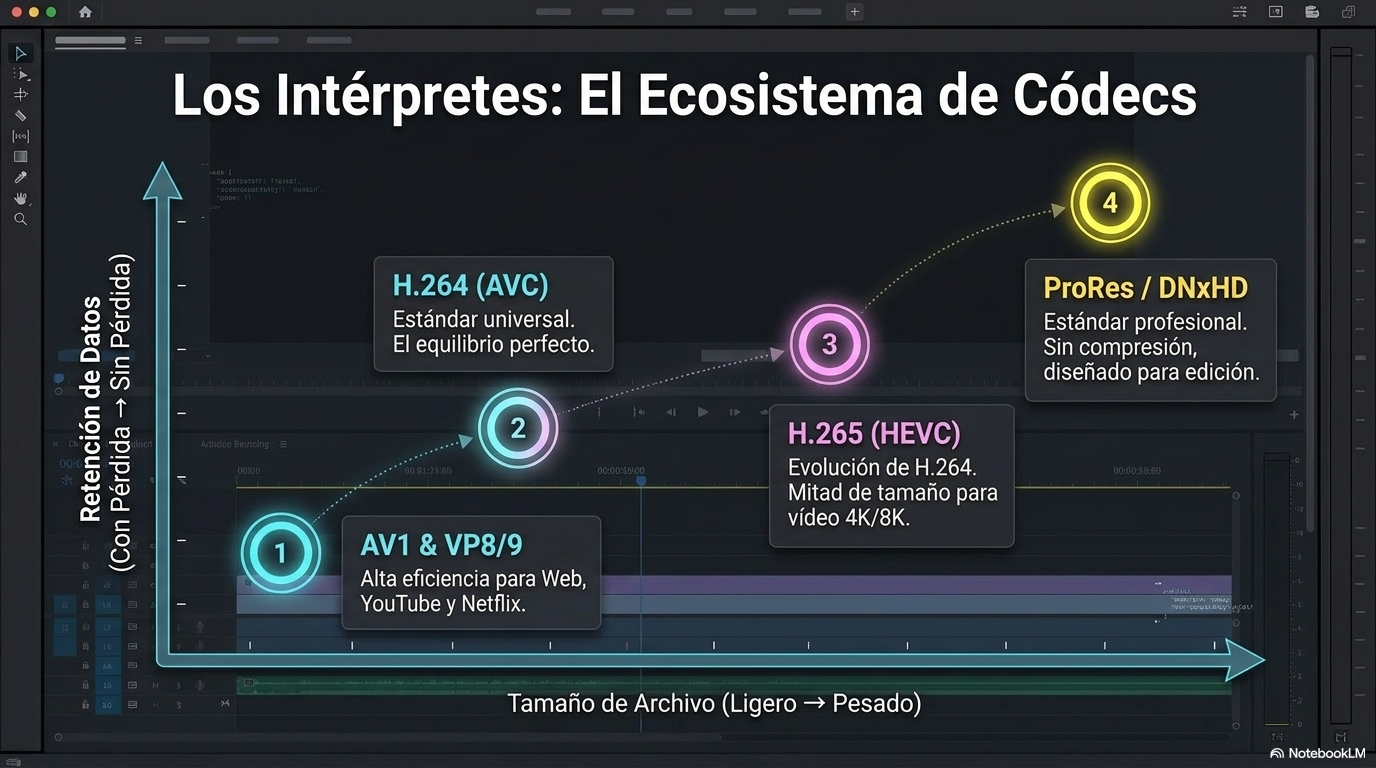 Los Intérpretes: El Ecosistema de Códecs
4
H.264 (AVC)
Estándar universal.
El equilibrio perfecto.
ProRes / DNxHD
Estándar profesional.
Sin compresión,
diseñado para edición.
3
2
H.265 (HEVC)
Evolución de H.264.
Mitad de tamaño para
vídeo 4K/8K.
1
AV1 & VP8/9
Alta eficiencia para Web,
YouTube y Netflix.
Retención de Datos
(Con Pérdida → Sin Pérdida)
Tamaño de Archivo (Ligero → Pesado)
NotebookLM